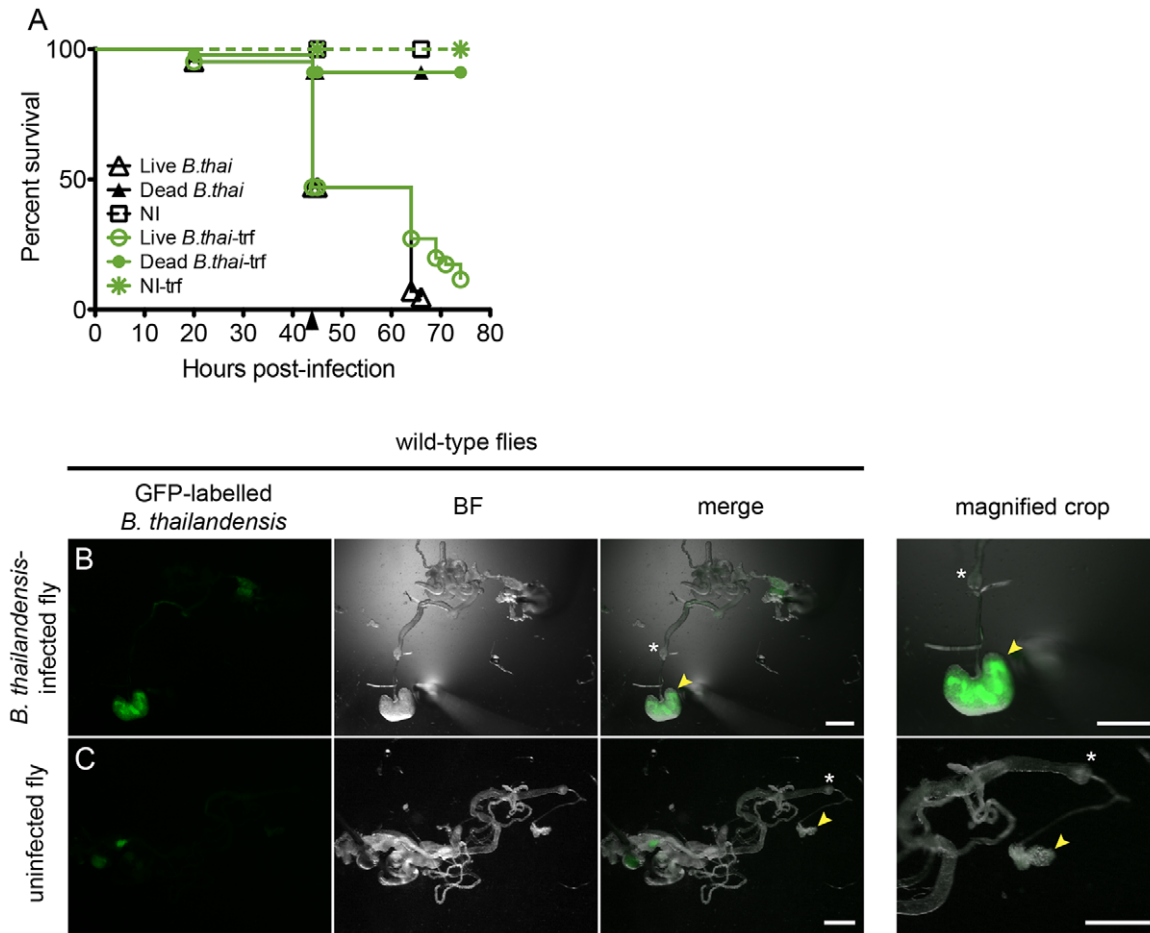 A
100
50
0
Percent survival
Live B.thai
Dead B.thai
NI
Live B.thai-trf
Dead B.thai-trf
NI-trf
0 10 20 30 40 50 60 70 80
Hours post-infection
wild-type flies
GFP-labelled
B. thailandensis
BF
merge
magnified crop
B. thailandensis-
infected fly
B
*
*
uninfected fly
C
*
*